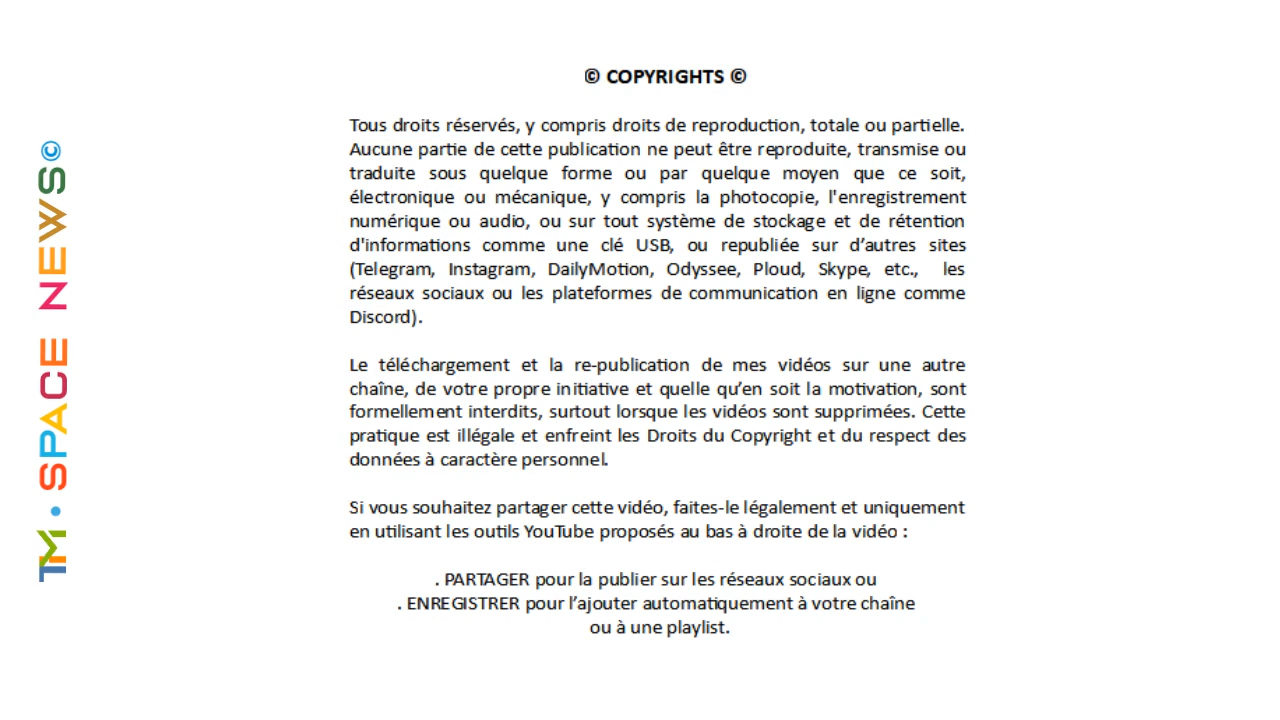 © COPYRIGHTS ©
Tous droits réservés, y compris droits de reproduction, totale ou partielle.
Aucune partie de cette publication ne peut être reproduite, transmise ou
traduite sous quelque forme ou par quelque moyen que ce soit,
électronique ou mécanique, y compris la photocopie, l'enregistrement
numérique ou audio, ou sur tout système de stockage et de rétention
d'informations comme une clé USB, ou republiée sur d’autres sites
(Telegram, Instagram, DailyMotion, Odyssee, Ploud, Skype, etc., les
réseaux sociaux ou les plateformes de communication en ligne comme
Discord).
Le téléchargement et la re-publication de mes vidéos sur une autre
chaîne, de votre propre initiative et quelle qu’en soit la motivation, sont
formellement interdits, surtout lorsque les vidéos sont supprimées. Cette
pratique est illégale et enfreint les Droits du Copyright et du respect des
données à caractère personnel.
Si vous souhaitez partager cette vidéo, faites-le légalement et uniquement
en utilisant les outils YouTube proposés au bas à droite de la vidéo :
. PARTAGER pour la publier sur les réseaux sociaux ou
. ENREGISTRER pour l’ajouter automatiquement à votre chaîne
ou à une playlist.
TM • SPACE NEWS©